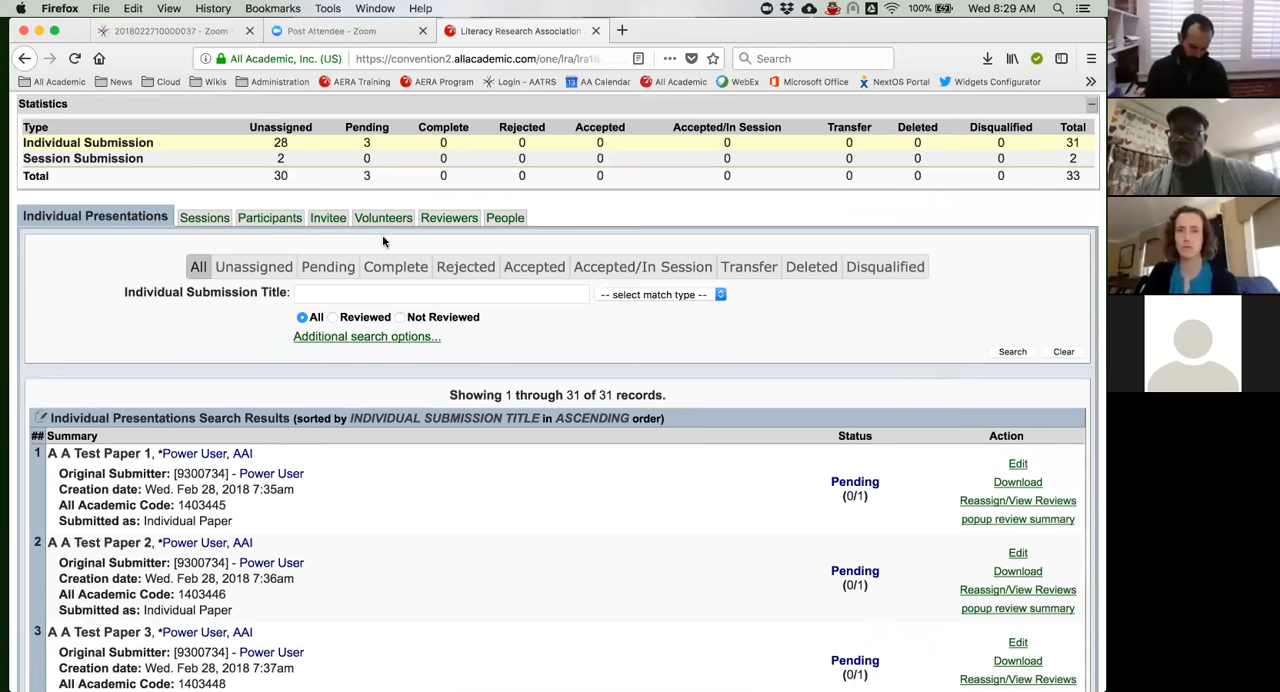 Firefox File Edit View History Bookmarks Tools Window Help 100% Wed 8:29 AM
2018022710000037 - Zoom Post Attendee - Zoom Literacy Research Association
All Academic, Inc. (US) https://convention2.allacademic.com/one/lra/lra18 Search
All Academic News Cloud Wikis Administration AERA Training AERA Program Login - AATRS AA Calendar All Academic WebEx Microsoft Office NextOS Portal Widgets Configurator
Statistics
Type Unassigned Pending Complete Rejected Accepted Accepted/In Session Transfer Deleted Disqualified Total
Individual Submission 28 3 0 0 0 0 0 0 0 31
Session Submission 2 0 0 0 0 0 0 0 0 2
Total 30 3 0 0 0 0 0 0 0 33
Individual Presentations Sessions Participants Invitee Volunteers Reviewers People
All Unassigned Pending Complete Rejected Accepted Accepted/In Session Transfer Deleted Disqualified
Individual Submission Title: -- select match type --
All Reviewed Not Reviewed
Additional search options...
Search Clear
Showing 1 through 31 of 31 records.
Individual Presentations Search Results (sorted by INDIVIDUAL SUBMISSION TITLE in ASCENDING order)
## Summary Status Action
1 A A Test Paper 1, *Power User, AAI
Edit
Original Submitter: [9300734] - Power User
Pending Download
Creation date: Wed. Feb 28, 2018 7:35am
(0/1)
All Academic Code: 1403445
Reassign/View Reviews
Submitted as: Individual Paper popup review summary
2 A A Test Paper 2, *Power User, AAI
Edit
Original Submitter: [9300734] - Power User
Pending Download
Creation date: Wed. Feb 28, 2018 7:36am
(0/1)
All Academic Code: 1403446 Reassign/View Reviews
Submitted as: Individual Paper popup review summary
3 A A Test Paper 3, *Power User, AAI
Edit
Original Submitter: [9300734] - Power User
Pending Download
Creation date: Wed. Feb 28, 2018 7:37am
(0/1)
All Academic Code: 1403448 Reassign/View Reviews